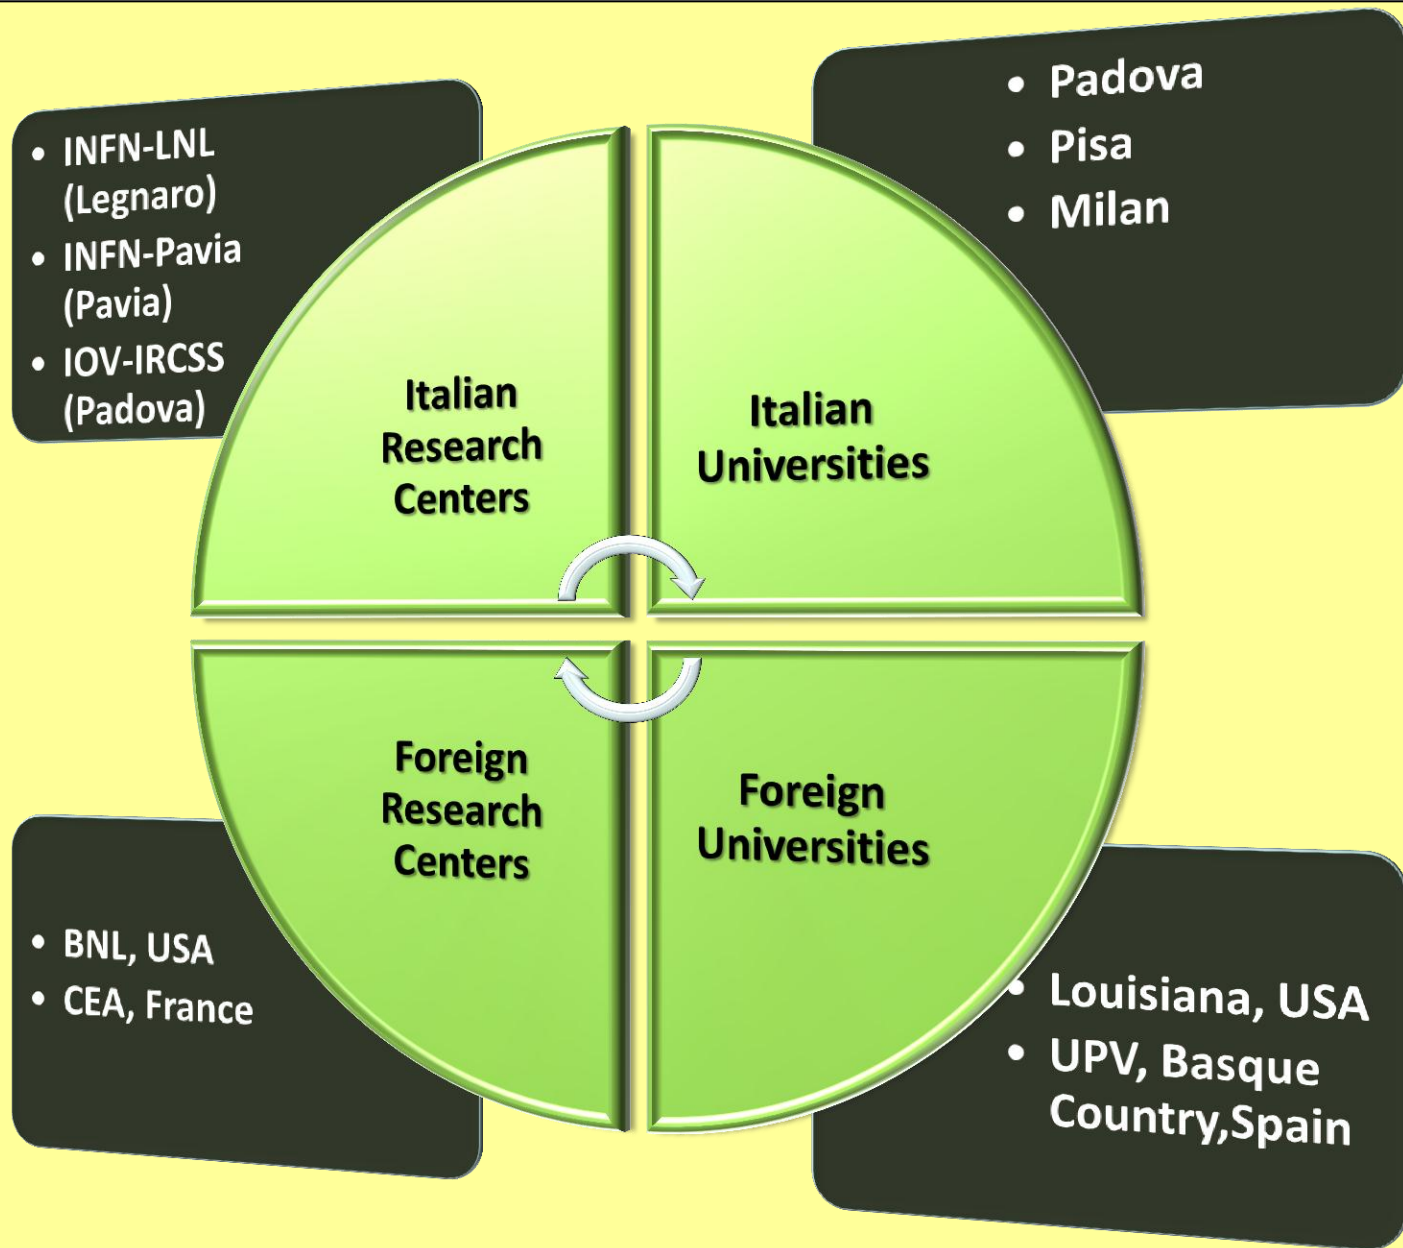 • INFN-LNL
(Legnaro)
• INFN-Pavia
(Pavia)
• IOV-IRCSS
(Padova)
• Padova
• Pisa
• Milan
Italian
Research
Centers
Italian
Universities
Foreign
Research
Centers
Foreign
Universities
• BNL, USA
• CEA, France
• Louisiana, USA
• UPV, Basque
Country,Spain